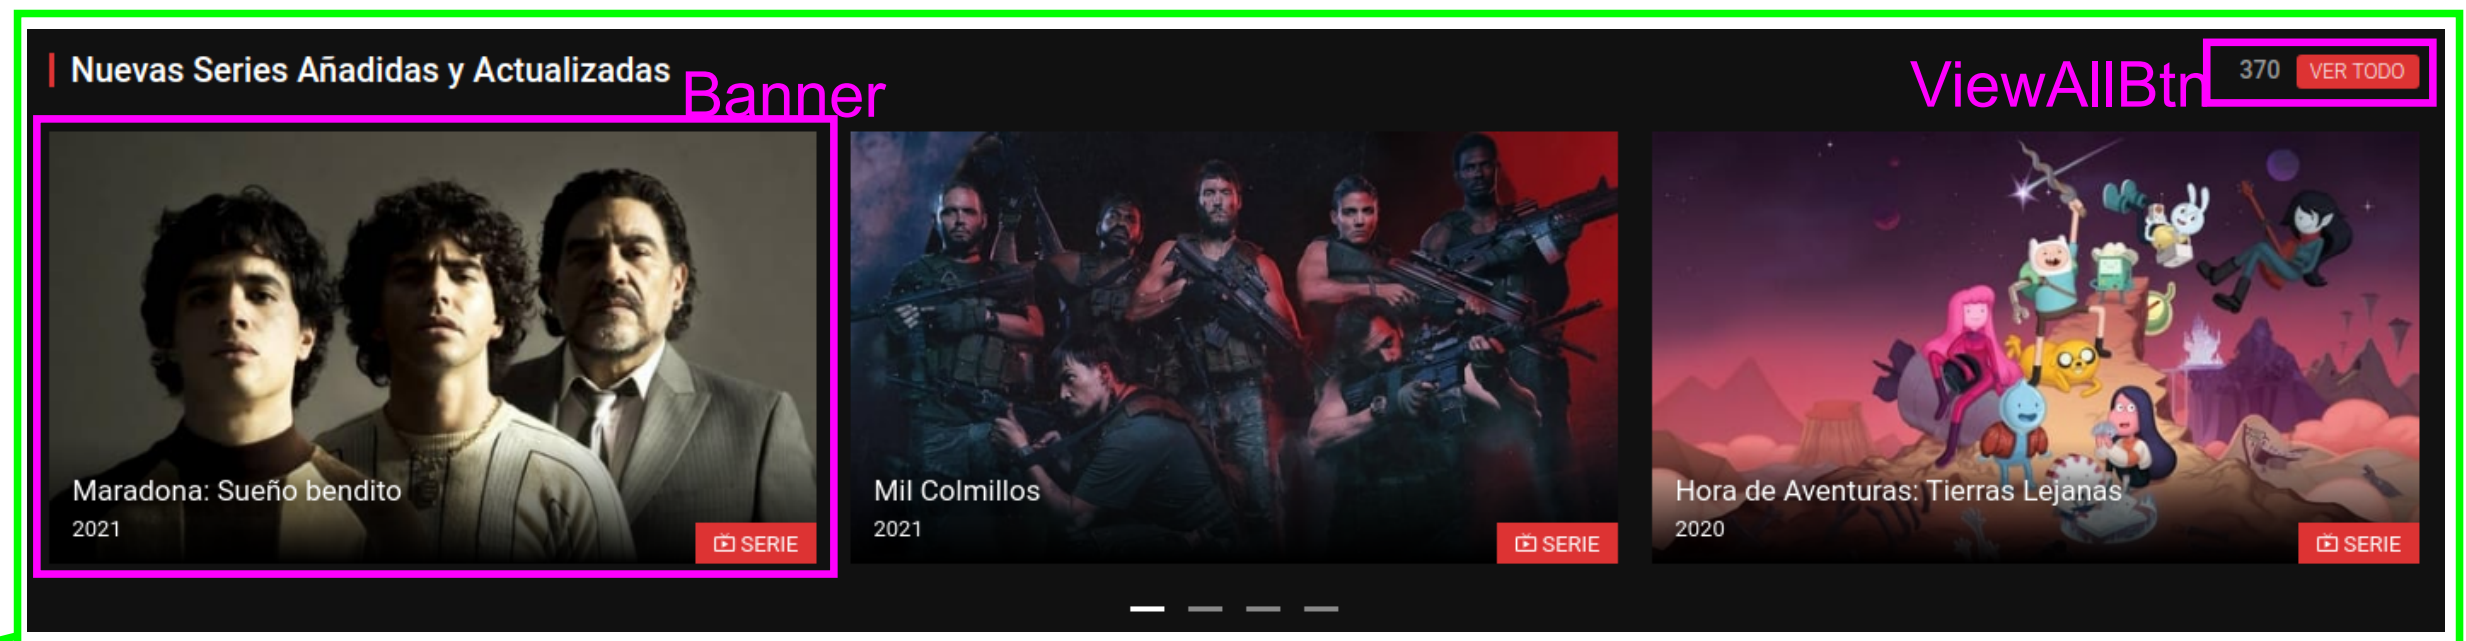 Nuevas Series Añadidas y Actualizadas
Banner
ViewAllBtn
370 VER TODO
Maradona: Sueño bendito
2021
SERIE
Mil Colmillos
2021
SERIE
Hora de Aventuras: Tierras Lejanas
2020
SERIE